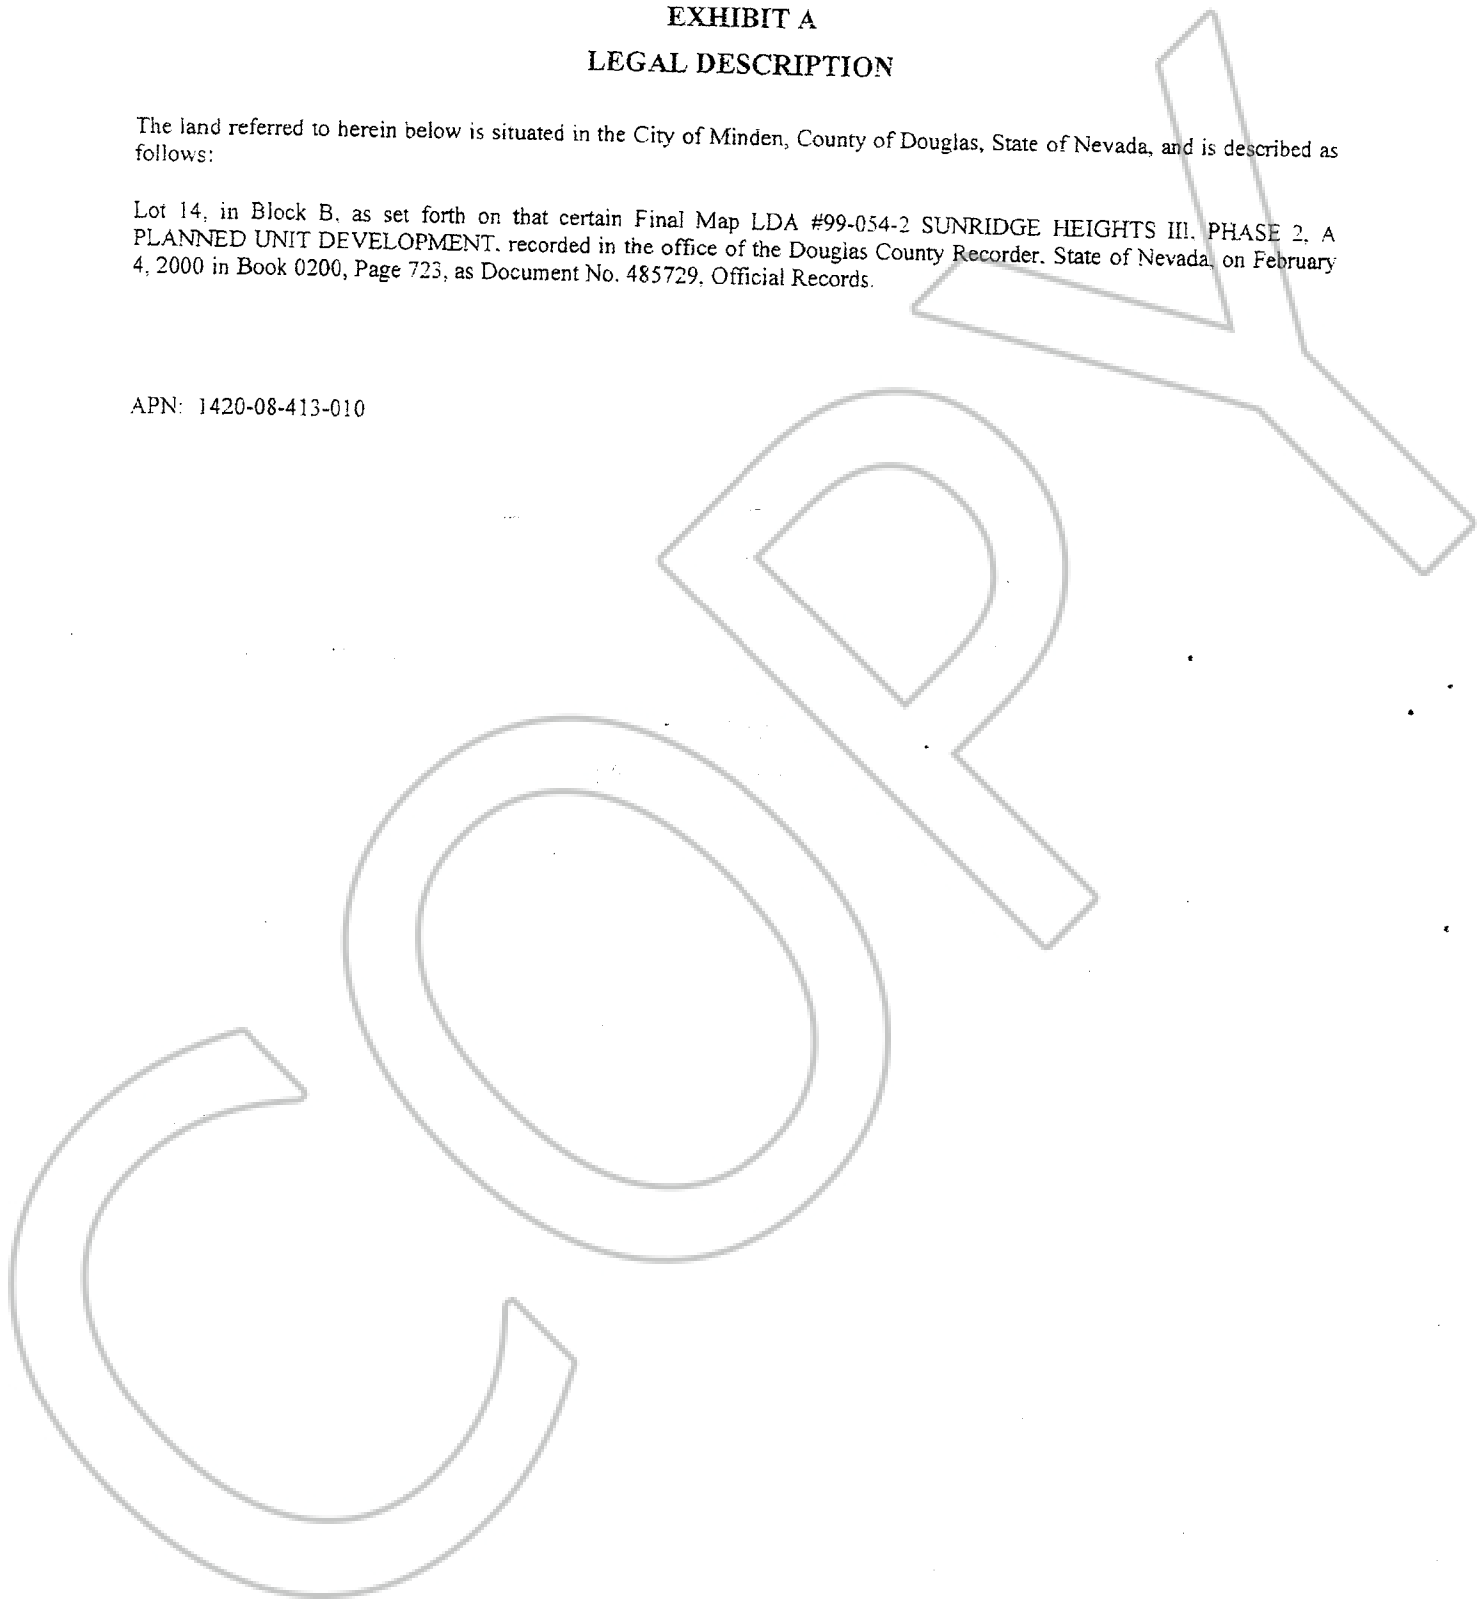 EXHIBIT A
LEGAL DESCRIPTION
The land referred to herein below is situated in the City of Minden, County of Douglas, State of Nevada, and is described as
follows:
Lot 14, in Block B, as set forth on that certain Final Map LDA #99-054-2 SUNRIDGE HEIGHTS III, PHASE 2, A
PLANNED UNIT DEVELOPMENT, recorded in the office of the Douglas County Recorder, State of Nevada, on February
4, 2000 in Book 0200, Page 723, as Document No. 485729, Official Records.
APN: 1420-08-413-010
COPY